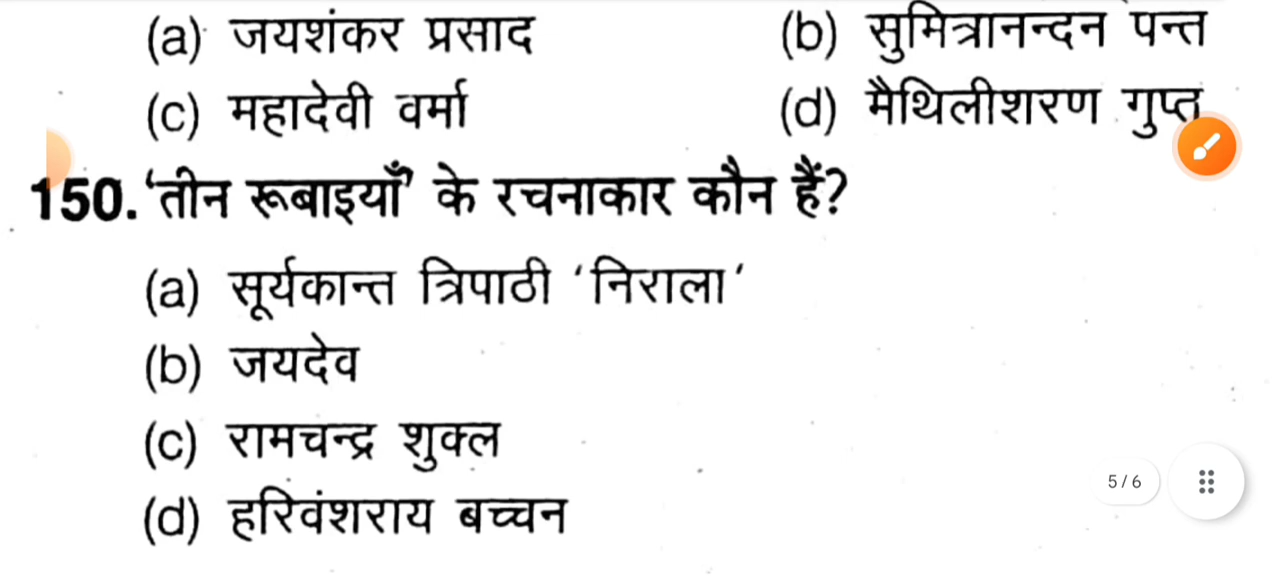 (a) जयशंकर प्रसाद (b) सुमित्रानन्दन पन्त
(c) महादेवी वर्मा (d) मैथिलीशरण गुप्त
150. 'तीन रूबाइयाँ' के रचनाकार कौन हैं?
(a) सूर्यकान्त त्रिपाठी 'निराला'
(b) जयदेव
(c) रामचन्द्र शुक्ल
5/6
(d) हरिवंशराय बच्चन